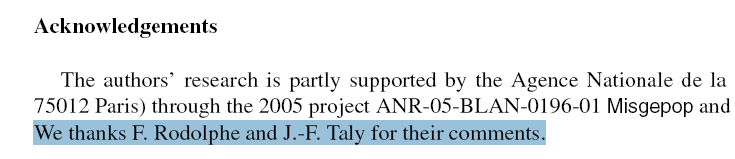 Acknowledgements
The authors' research is partly supported by the Agence Nationale de la
75012 Paris) through the 2005 project ANR-05-BLAN-0196-01 Misgepop and
We thanks F. Rodolphe and J.-F. Taly for their comments.